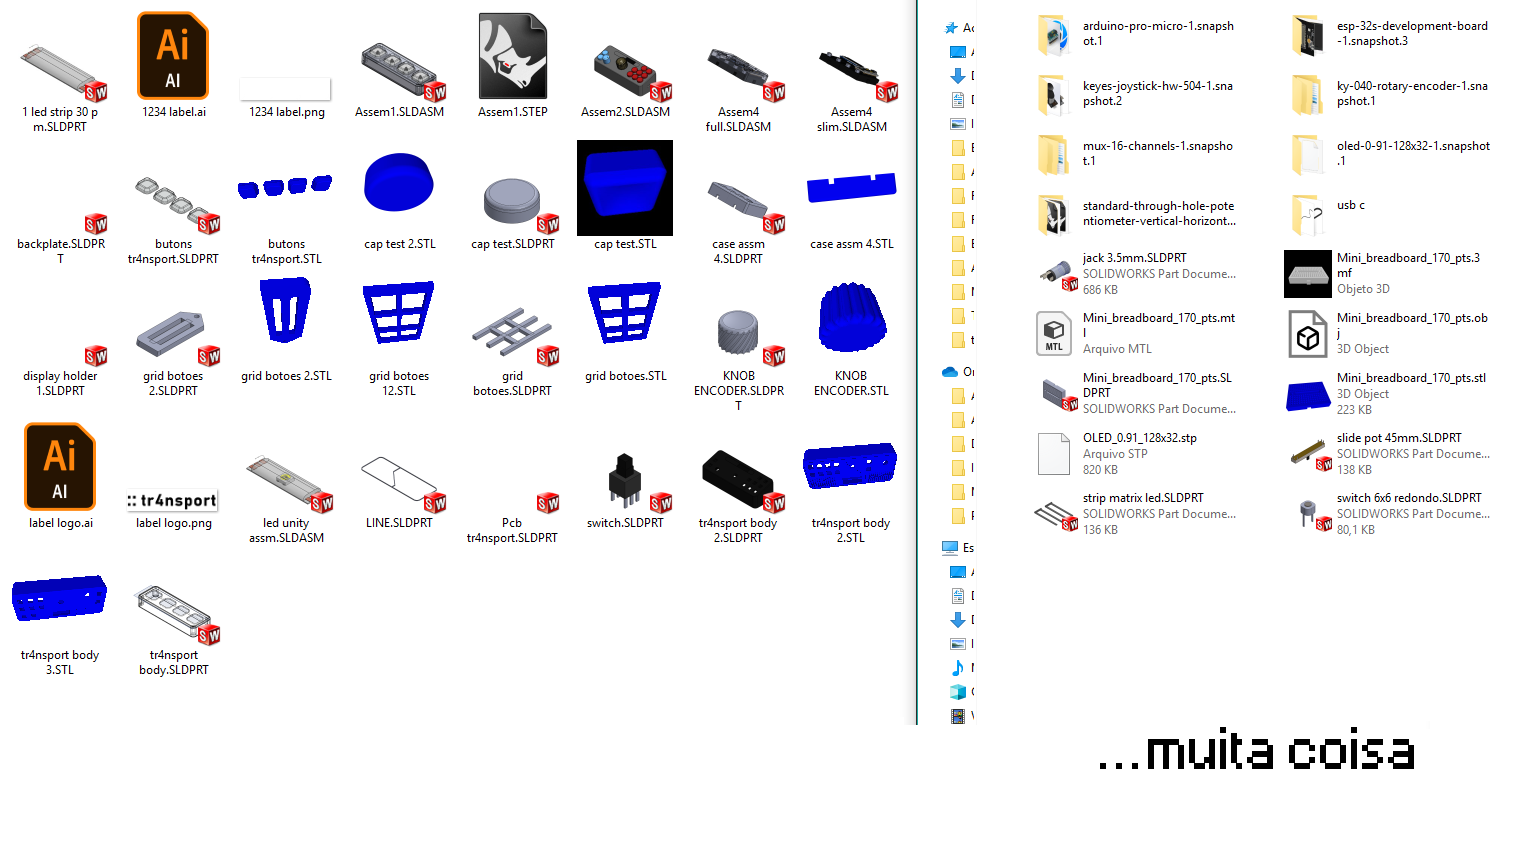 Ai
AI
1 led strip 30 p
m.SLDPRT
1234 label.ai
1234 label.png
Assem1.SLDASM
Assem1.STEP
Assem2.SLDASM
Assem4
full.SLDASM
Assem4
slim.SLDASM
backplate.SLDPR
T
butons
tr4nsport.SLDPRT
butons
tr4nsport.STL
cap test 2.STL
cap test.SLDPRT
cap test.STL
case assm
4.SLDPRT
case assm 4.STL
display holder
1.SLDPRT
grid botoes
2.SLDPRT
grid botoes 2.STL
grid botoes
12.STL
grid
botoes.SLDPRT
grid botoes.STL
KNOB
ENCODER.SLDPR
T
KNOB
ENCODER.STL
Ai
AI
:: tr4nsport
label logo.ai
label logo.png
led unity
assm.SLDASM
LINE.SLDPRT
Pcb
tr4nsport.SLDPRT
switch.SLDPRT
tr4nsport body
2.SLDPRT
tr4nsport body
2.STL
tr4nsport body
3.STL
tr4nsport
body.SLDPRT
arduino-pro-micro-1.snapsh
ot.1
esp-32s-development-board
-1.snapshot.3
keyes-joystick-hw-504-1.sna
pshot.2
ky-040-rotary-encoder-1.sna
pshot.1
mux-16-channels-1.snapsho
t.1
oled-0-91-128x32-1.snapshot
.1
standard-through-hole-pote
ntiometer-vertical-horizont...
usb c
jack 3.5mm.SLDPRT
SOLIDWORKS Part Docume...
686 KB
Mini_breadboard_170_pts.3
mf
Objeto 3D
MTL
Mini_breadboard_170_pts.mt
l
Arquivo MTL
Mini_breadboard_170_pts.ob
j
3D Object
Mini_breadboard_170_pts.SL
DPRT
SOLIDWORKS Part Docume...
Mini_breadboard_170_pts.stl
3D Object
223 KB
OLED_0.91_128x32.stp
Arquivo STP
820 KB
slide pot 45mm.SLDPRT
SOLIDWORKS Part Docume...
138 KB
strip matrix led.SLDPRT
SOLIDWORKS Part Docume...
136 KB
switch 6x6 redondo.SLDPRT
SOLIDWORKS Part Docume...
80,1 KB
...muita coisa